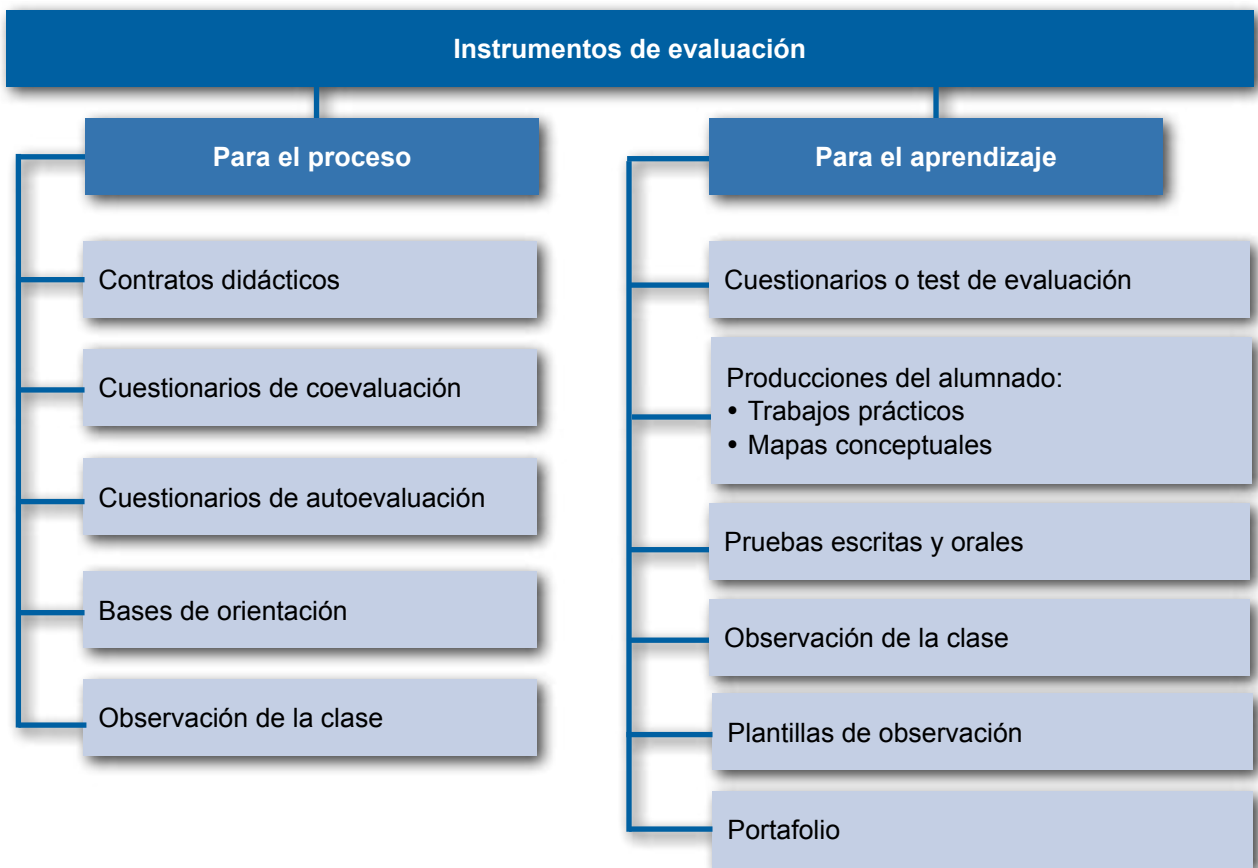 Instrumentos de evaluación
Para el proceso
Contratos didácticos
Cuestionarios de coevaluación
Cuestionarios de autoevaluación
Bases de orientación
Observación de la clase
Para el aprendizaje
Cuestionarios o test de evaluación
Producciones del alumnado:
• Trabajos prácticos
• Mapas conceptuales
Pruebas escritas y orales
Observación de la clase
Plantillas de observación
Portafolio